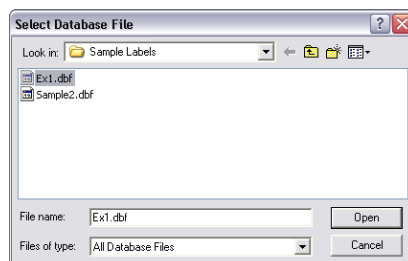 Select Database File
Look in: Sample Labels
Ex1.dbf
Sample2.dbf
File name: Ex1.dbf Open
Files of type: All Database Files Cancel